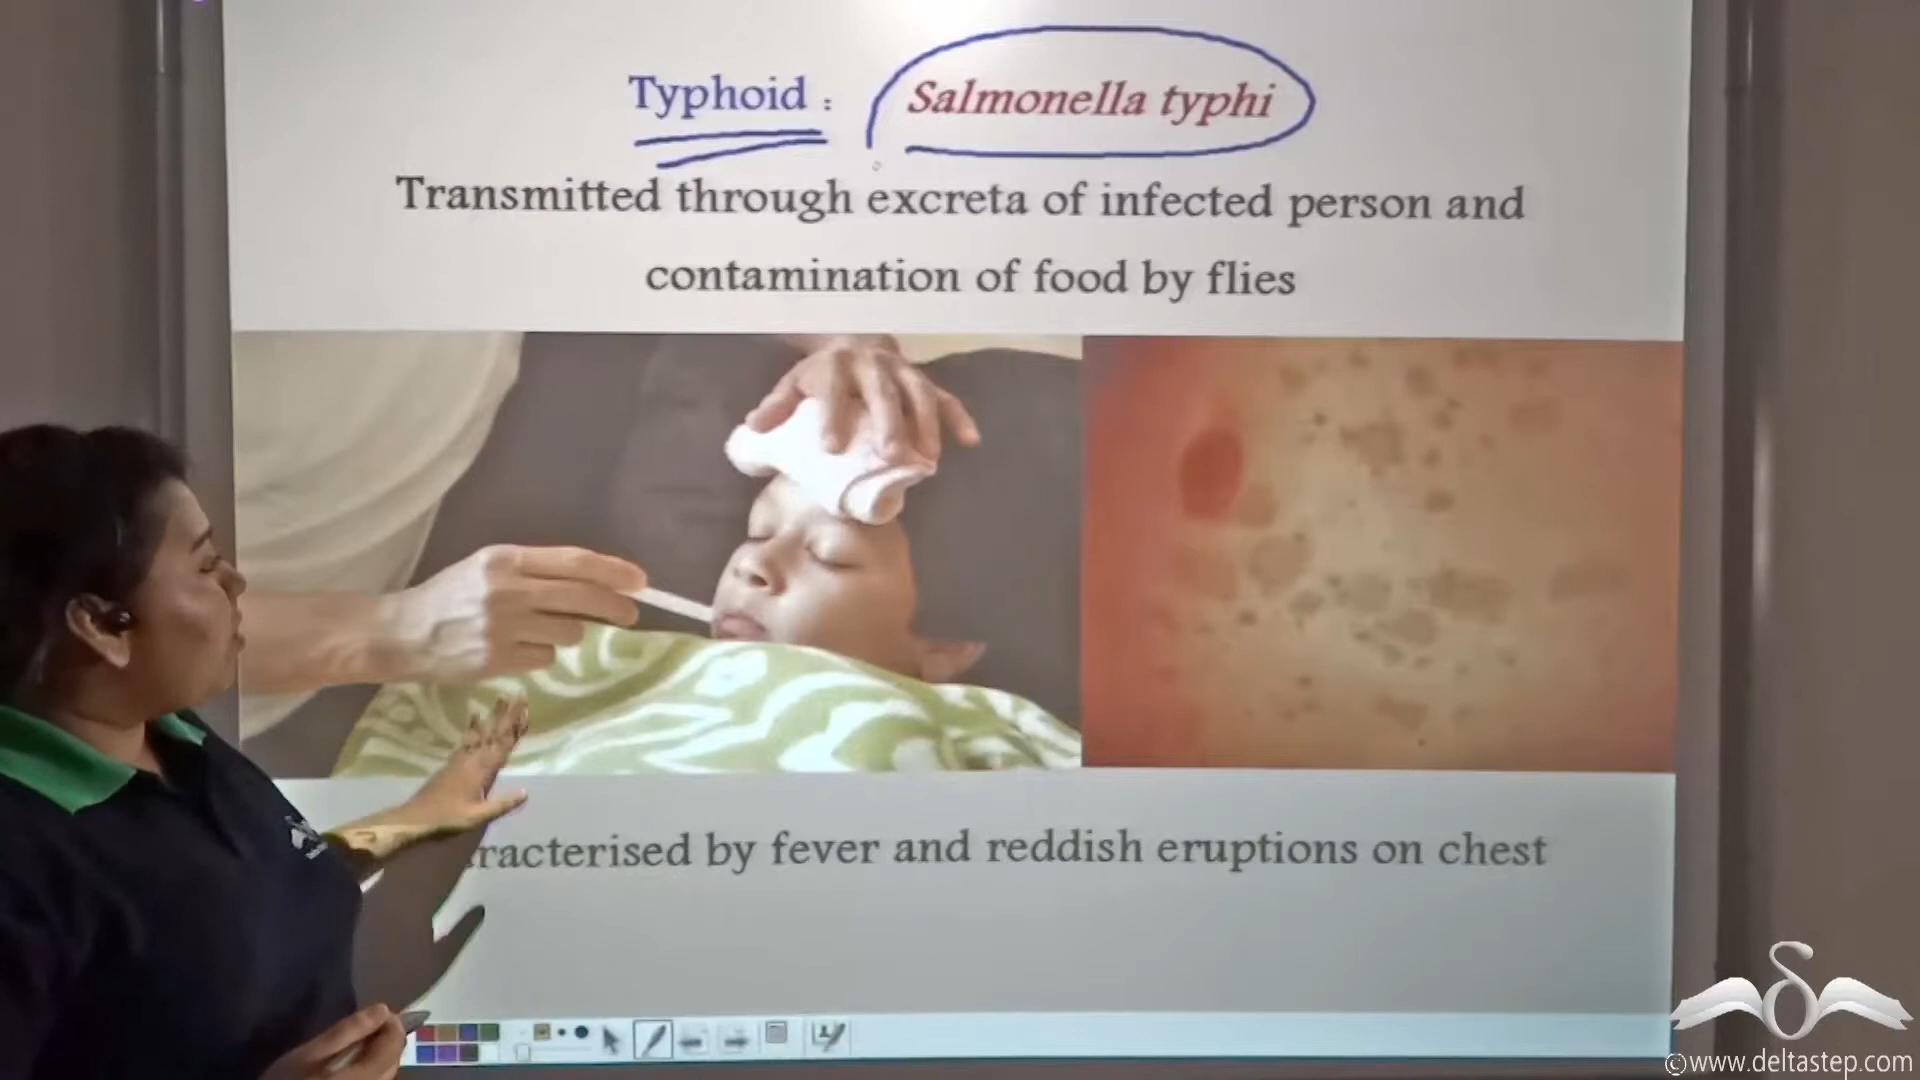 Typhoid : Salmonella typhi
Transmitted through excreta of infected person and
contamination of food by flies
racterised by fever and reddish eruptions on chest
©www.deltastep.com